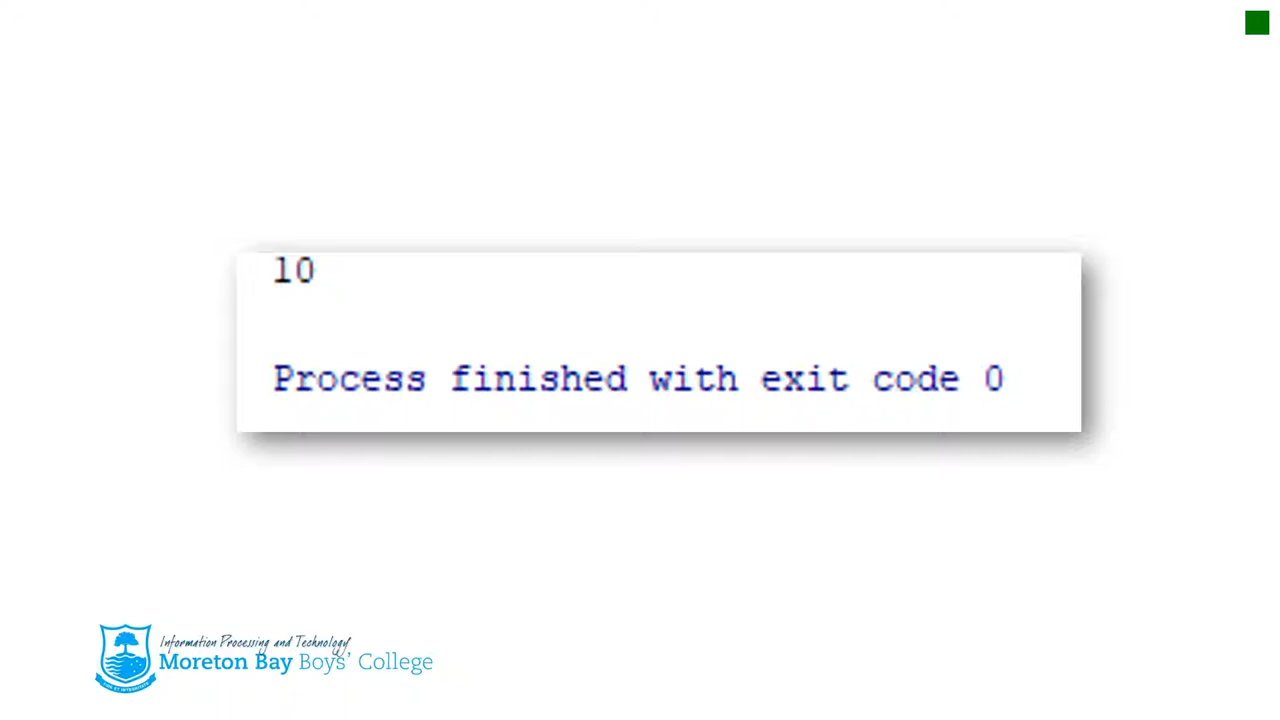 10
Process finished with exit code 0
Information Processing and Technology
Moreton Bay Boys' College